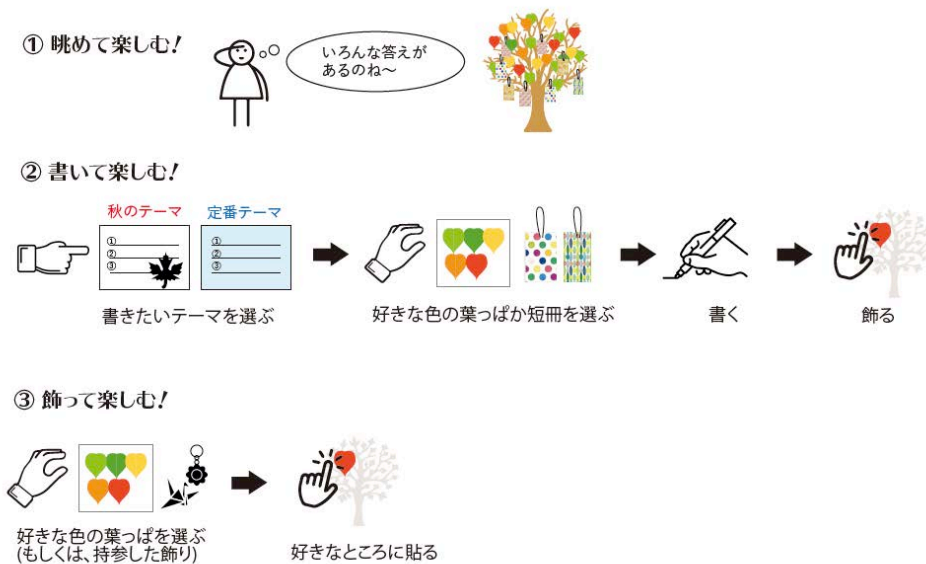 ① 眺めて楽しむ!
いろんな答えが
あるのね〜
② 書いて楽しむ!
秋のテーマ
①
②
③
定番テーマ
①
②
③
書きたいテーマを選ぶ
好きな色の葉っぱか短冊を選ぶ
書く
飾る
③ 飾って楽しむ!
好きな色の葉っぱを選ぶ
(もしくは、持参した飾り)
好きなところに貼る